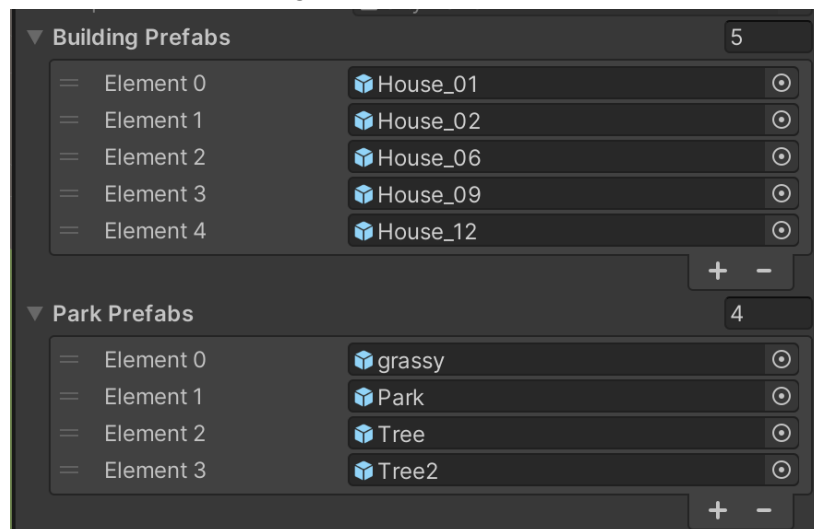 Building Prefabs 5
Element 0 House_01
Element 1 House_02
Element 2 House_06
Element 3 House_09
Element 4 House_12
+ -
Park Prefabs 4
Element 0 grassy
Element 1 Park
Element 2 Tree
Element 3 Tree2
+ -